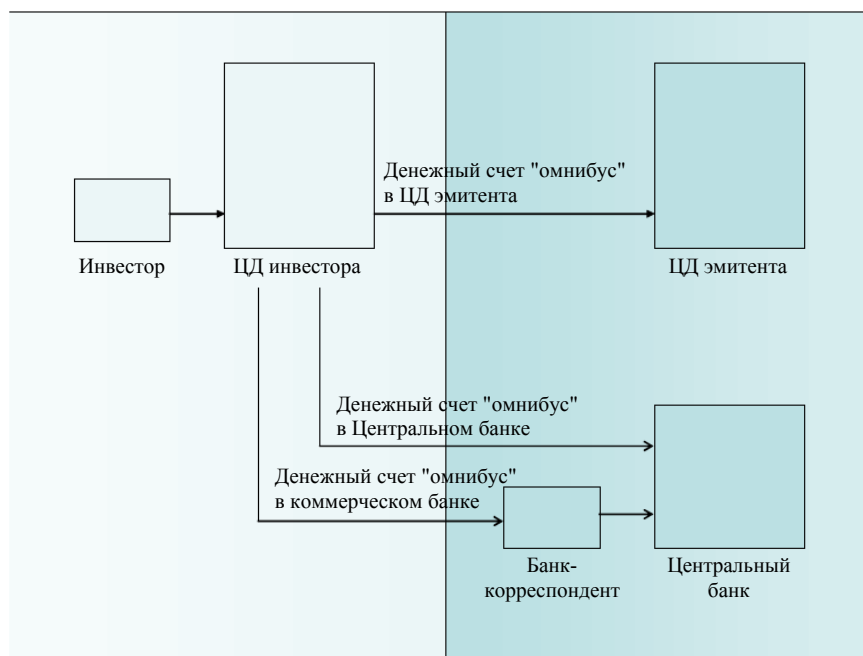 Денежный счет "омнибус"
в ЦД эмитента
Инвестор
ЦД инвестора
ЦД эмитента
Денежный счет "омнибус"
в Центральном банке
Денежный счет "омнибус"
в коммерческом банке
Банк-
корреспондент
Центральный
банк